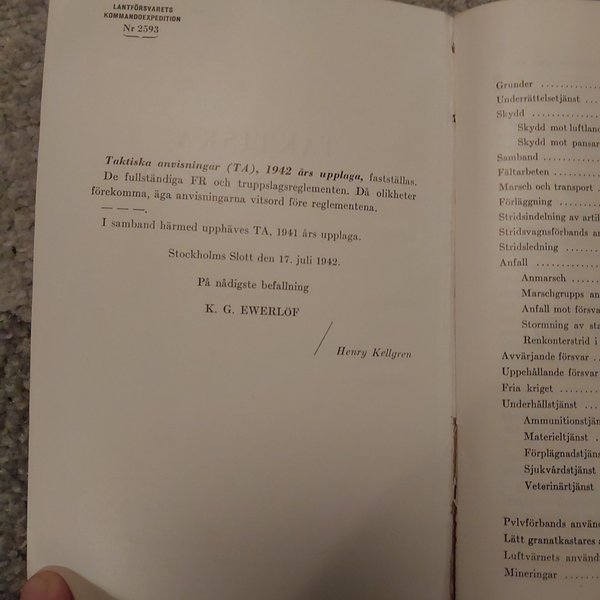 LANTFÖRSVARETS
KOMMANDOEXPEDITION
Nr 2593
Taktiska anvisningar (TA), 1942 års upplaga, fastställas.
De fullständiga FR och truppslagsreglementen. Då olikheter
förekomma, äga anvisningarna vitsord före reglementena.
— — —.
I samband härmed upphäves TA, 1941 års upplaga.
Stockholms Slott den 17. juli 1942.
På nådigste befallning
K. G. EWERLÖF
/
Henry Kellgren
Grunder
Underrättelsetjänst
Skydd
Skydd mot luftland
Skydd mot pansar
Samband
Fältarbeten
Marsch och transport
Förläggning
Stridsindelning av artil
Stridsvagnsförbands an
Stridsledning
Anfall
Anmarsch
Marschgrupps an
Anfall mot försva
Stormning av sta
Renkonterstrid i
Avvärjande försvar
Uppehållande försvar
Fria kriget
Underhållstjänst
Ammunitionstjän
Materieltjänst
Förplägnadstjäns
Sjukvårdstjänst
Veterinärtjänst
Pvlvförbands använd
Lätt granatkastares a
Luftvärnets använd
Mineringar